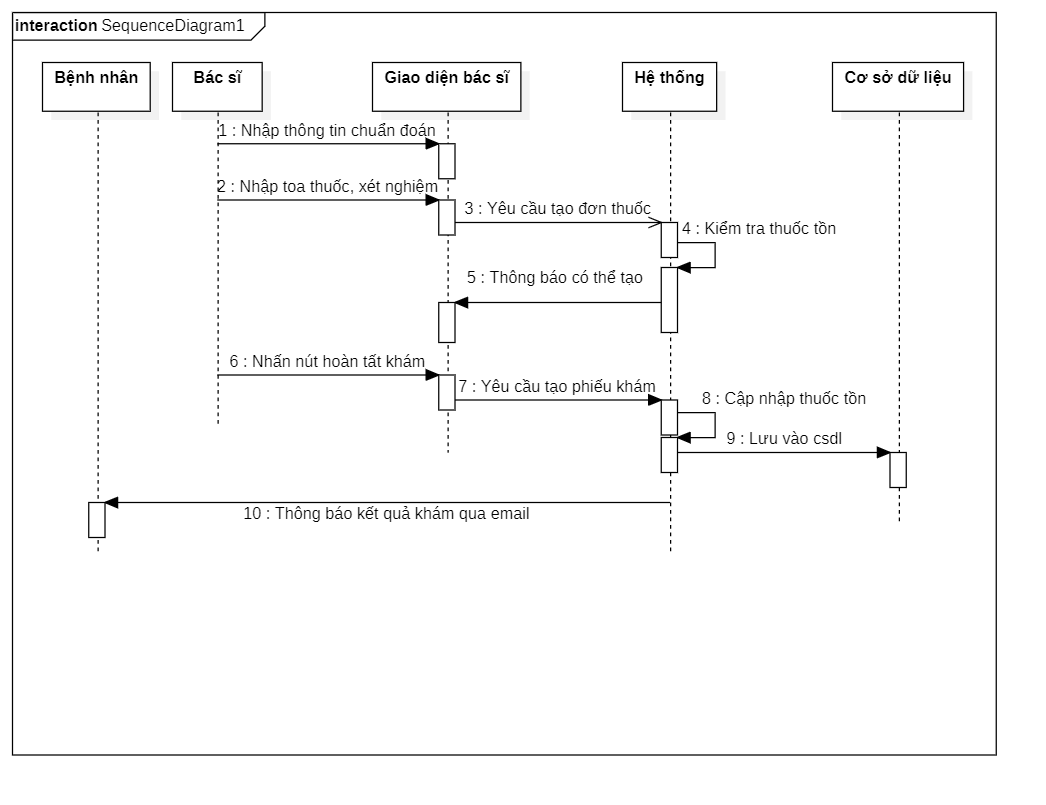 interaction SequenceDiagram1
Bệnh nhân
Bác sĩ
Giao diện bác sĩ
Hệ thống
Cơ sở dữ liệu
1 : Nhập thông tin chuẩn đoán
2 : Nhập toa thuốc, xét nghiệm
3 : Yêu cầu tạo đơn thuốc
4 : Kiểm tra thuốc tồn
5 : Thông báo có thể tạo
6 : Nhấn nút hoàn tất khám
7 : Yêu cầu tạo phiếu khám
8 : Cập nhập thuốc tồn
9 : Lưu vào csdl
10 : Thông báo kết quả khám qua email